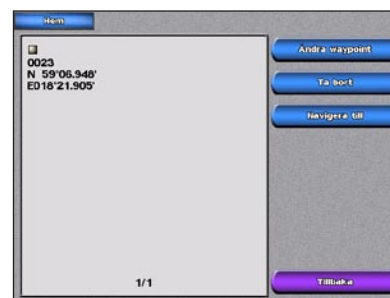 Hem
0023
N 59°06.948'
E018°21.905'
1/1
Ändra waypoint
Ta bort
Navigera till
Tillbaka